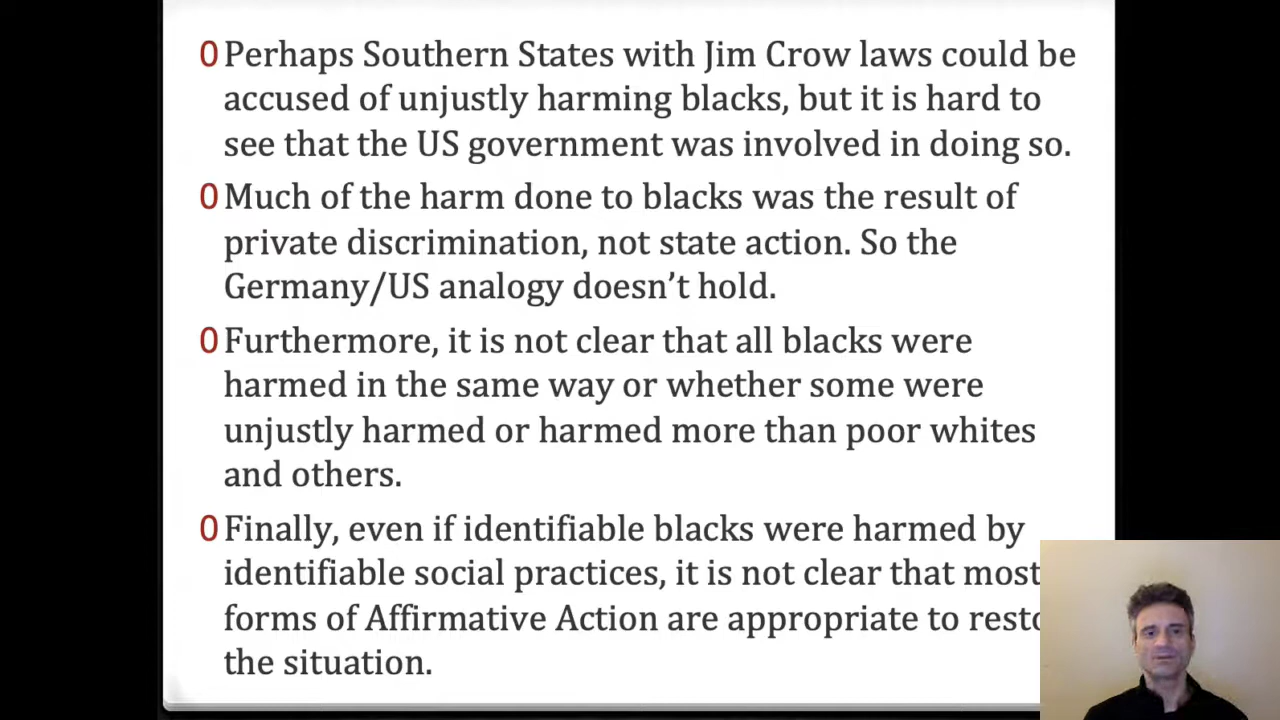 0 Perhaps Southern States with Jim Crow laws could be
accused of unjustly harming blacks, but it is hard to
see that the US government was involved in doing so.
0 Much of the harm done to blacks was the result of
private discrimination, not state action. So the
Germany/US analogy doesn’t hold.
0 Furthermore, it is not clear that all blacks were
harmed in the same way or whether some were
unjustly harmed or harmed more than poor whites
and others.
0 Finally, even if identifiable blacks were harmed by
identifiable social practices, it is not clear that most
forms of Affirmative Action are appropriate to
the situation.